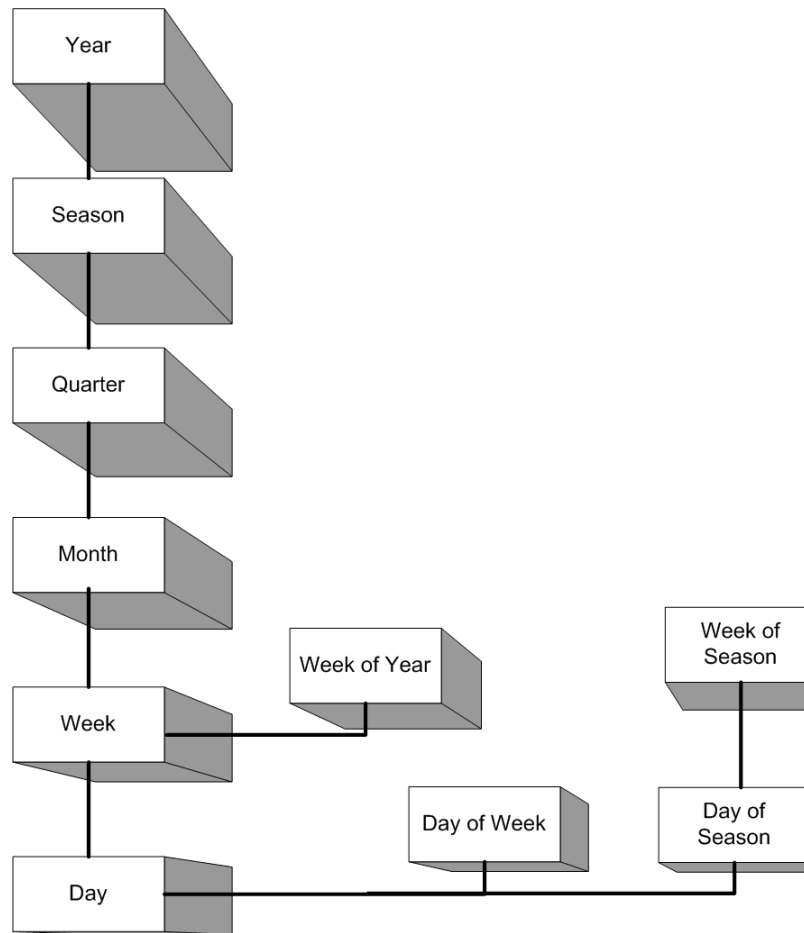 Year
Season
Quarter
Month
Week of Year
Week of
Season
Week
Day of Week
Day of
Season
Day